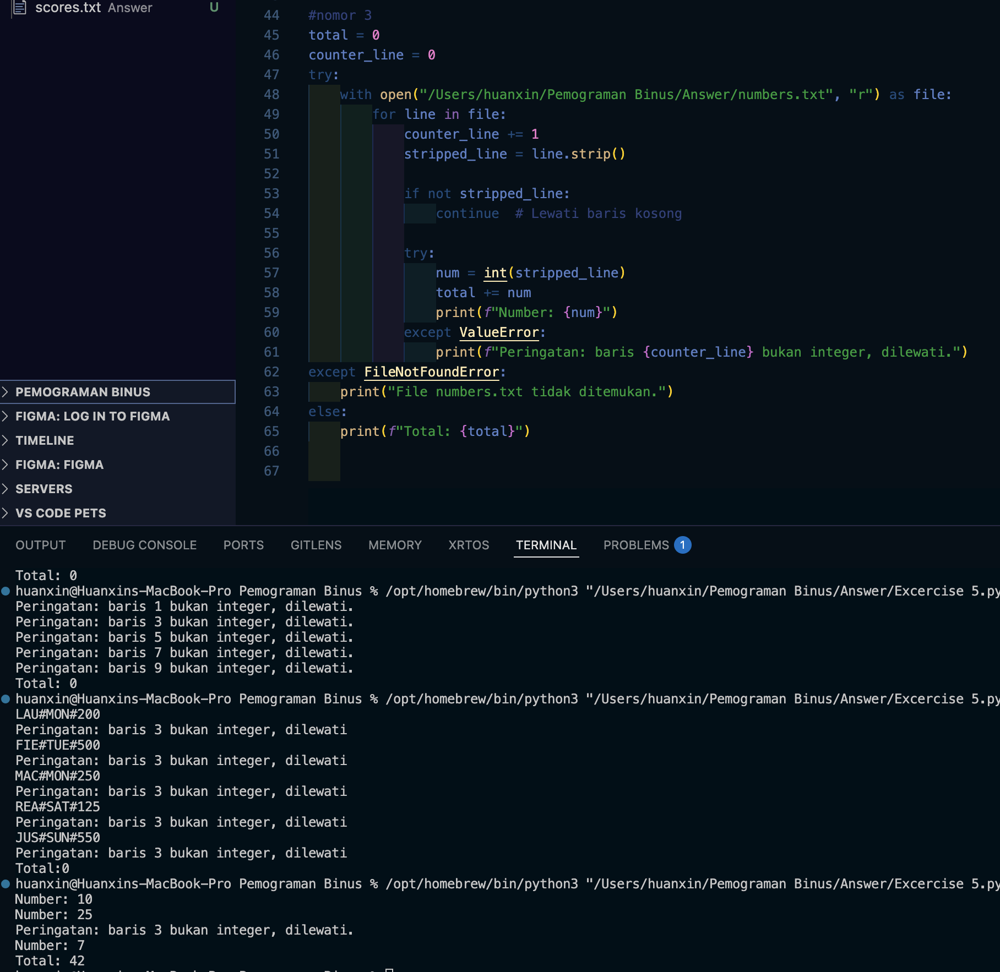 scores.txt Answer U
44 #nomor 3
45 total = 0
46 counter_line = 0
47 try:
48 with open("/Users/huanxin/Pemograman Binus/Answer/numbers.txt", "r") as file:
49 for line in file:
50 counter_line += 1
51 stripped_line = line.strip()
52
53 if not stripped_line:
54 continue  # Lewati baris kosong
55
56 try:
57 num = int(stripped_line)
58 total += num
59 print(f"Number: {num}")
60 except ValueError:
61 print(f"Peringatan: baris {counter_line} bukan integer, dilewati.")
62 except FileNotFoundError:
63 print("File numbers.txt tidak ditemukan.")
64 else:
65 print(f"Total: {total}")
66
67
PEMOGRAMAN BINUS
FIGMA: LOG IN TO FIGMA
TIMELINE
FIGMA: FIGMA
SERVERS
VS CODE PETS
OUTPUT DEBUG CONSOLE PORTS GITLENS MEMORY XRTOS TERMINAL PROBLEMS 1
Total: 0
huanxin@Huanxins-MacBook-Pro Pemograman Binus % /opt/homebrew/bin/python3 "/Users/huanxin/Pemograman Binus/Answer/Excercise 5.py
Peringatan: baris 1 bukan integer, dilewati.
Peringatan: baris 3 bukan integer, dilewati.
Peringatan: baris 5 bukan integer, dilewati.
Peringatan: baris 7 bukan integer, dilewati.
Peringatan: baris 9 bukan integer, dilewati.
Total: 0
huanxin@Huanxins-MacBook-Pro Pemograman Binus % /opt/homebrew/bin/python3 "/Users/huanxin/Pemograman Binus/Answer/Excercise 5.py
LAU#MON#200
Peringatan: baris 3 bukan integer, dilewati
FIE#TUE#500
Peringatan: baris 3 bukan integer, dilewati
MAC#MON#250
Peringatan: baris 3 bukan integer, dilewati
REA#SAT#125
Peringatan: baris 3 bukan integer, dilewati
JUS#SUN#550
Peringatan: baris 3 bukan integer, dilewati
Total:0
huanxin@Huanxins-MacBook-Pro Pemograman Binus % /opt/homebrew/bin/python3 "/Users/huanxin/Pemograman Binus/Answer/Excercise 5.py
Number: 10
Number: 25
Peringatan: baris 3 bukan integer, dilewati.
Number: 7
Total: 42